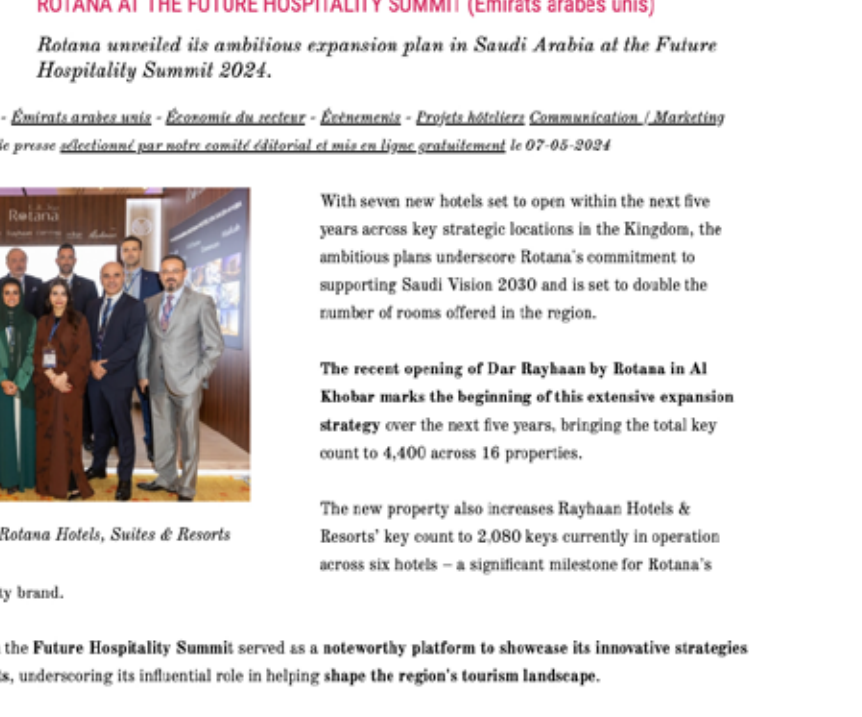 ROTANA AT THE FUTURE HOSPITALITY SUMMIT (Émirats arabes unis)
Rotana unveiled its ambitious expansion plan in Saudi Arabia at the Future
Hospitality Summit 2024.
- Émirats arabes unis - Économie du secteur - Évènements - Projets hôteliers Communication / Marketing
de presse sélectionné par notre comité éditorial et mis en ligne gratuitement le 07-05-2024
Rotana
With seven new hotels set to open within the next five
years across key strategic locations in the Kingdom, the
ambitious plans underscore Rotana's commitment to
supporting Saudi Vision 2030 and is set to double the
number of rooms offered in the region.
The recent opening of Dar Rayhaan by Rotana in Al
Khobar marks the beginning of this extensive expansion
strategy over the next five years, bringing the total key
count to 4,400 across 16 properties.
Rotana Hotels, Suites & Resorts
The new property also increases Rayhaan Hotels &
Resorts' key count to 2,080 keys currently in operation
across six hotels – a significant milestone for Rotana's
ty brand.
the Future Hospitality Summit served as a noteworthy platform to showcase its innovative strategies
s, underscoring its influential role in helping shape the region's tourism landscape.